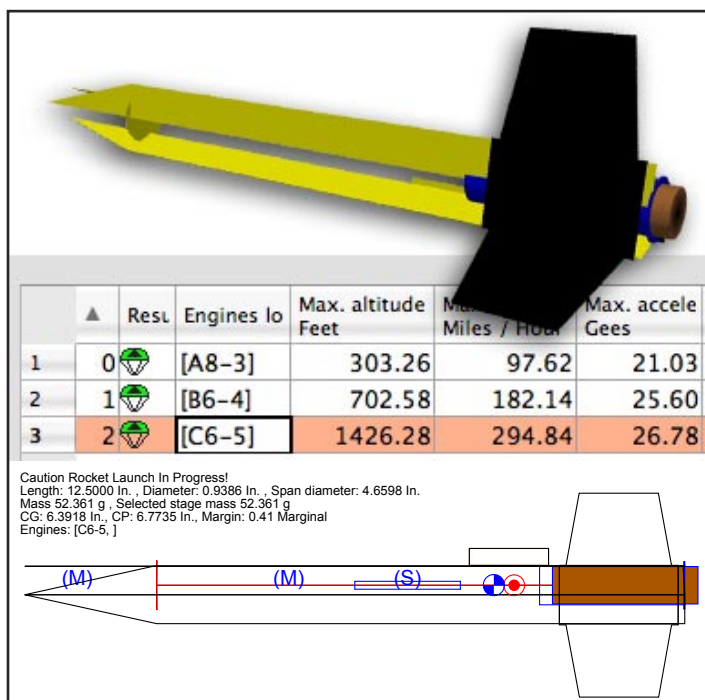 Resu Engines lo Max. altitude Feet Miles / Hour Max. accele Gees
1 0 [A8-3] 303.26 97.62 21.03
2 1 [B6-4] 702.58 182.14 25.60
3 2 [C6-5] 1426.28 294.84 26.78
Caution Rocket Launch In Progress!
Length: 12.5000 In. , Diameter: 0.9386 In. , Span diameter: 4.6598 In.
Mass 52.361 g , Selected stage mass 52.361 g
CG: 6.3918 In., CP: 6.7735 In., Margin: 0.41 Marginal
Engines: [C6-5, ]
(M) (M) (S)